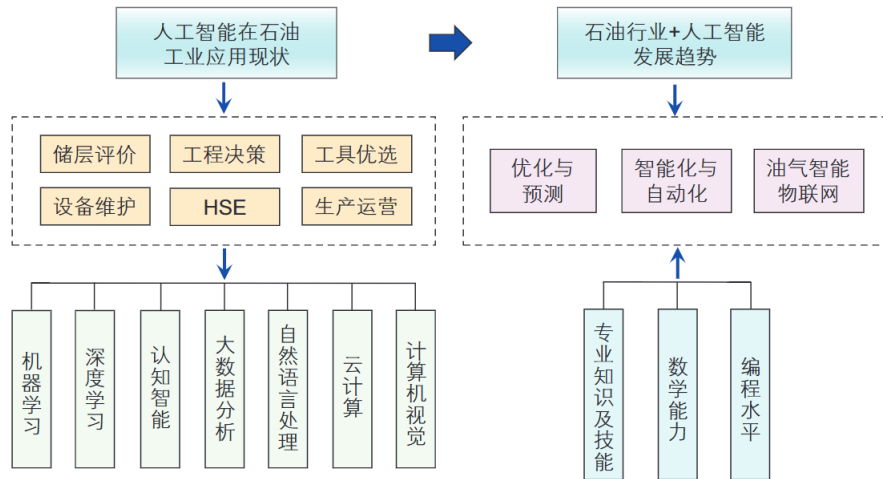 人工智能在石油
工业应用现状
石油行业+人工智能
发展趋势
储层评价
工程决策
工具优选
设备维护
HSE
生产运营
优化与
预测
智能化与
自动化
油气智能
物联网
机器学习
深度学习
认知智能
大数据分析
自然语言处理
云计算
计算机视觉
专业知识及技能
数学能力
编程水平